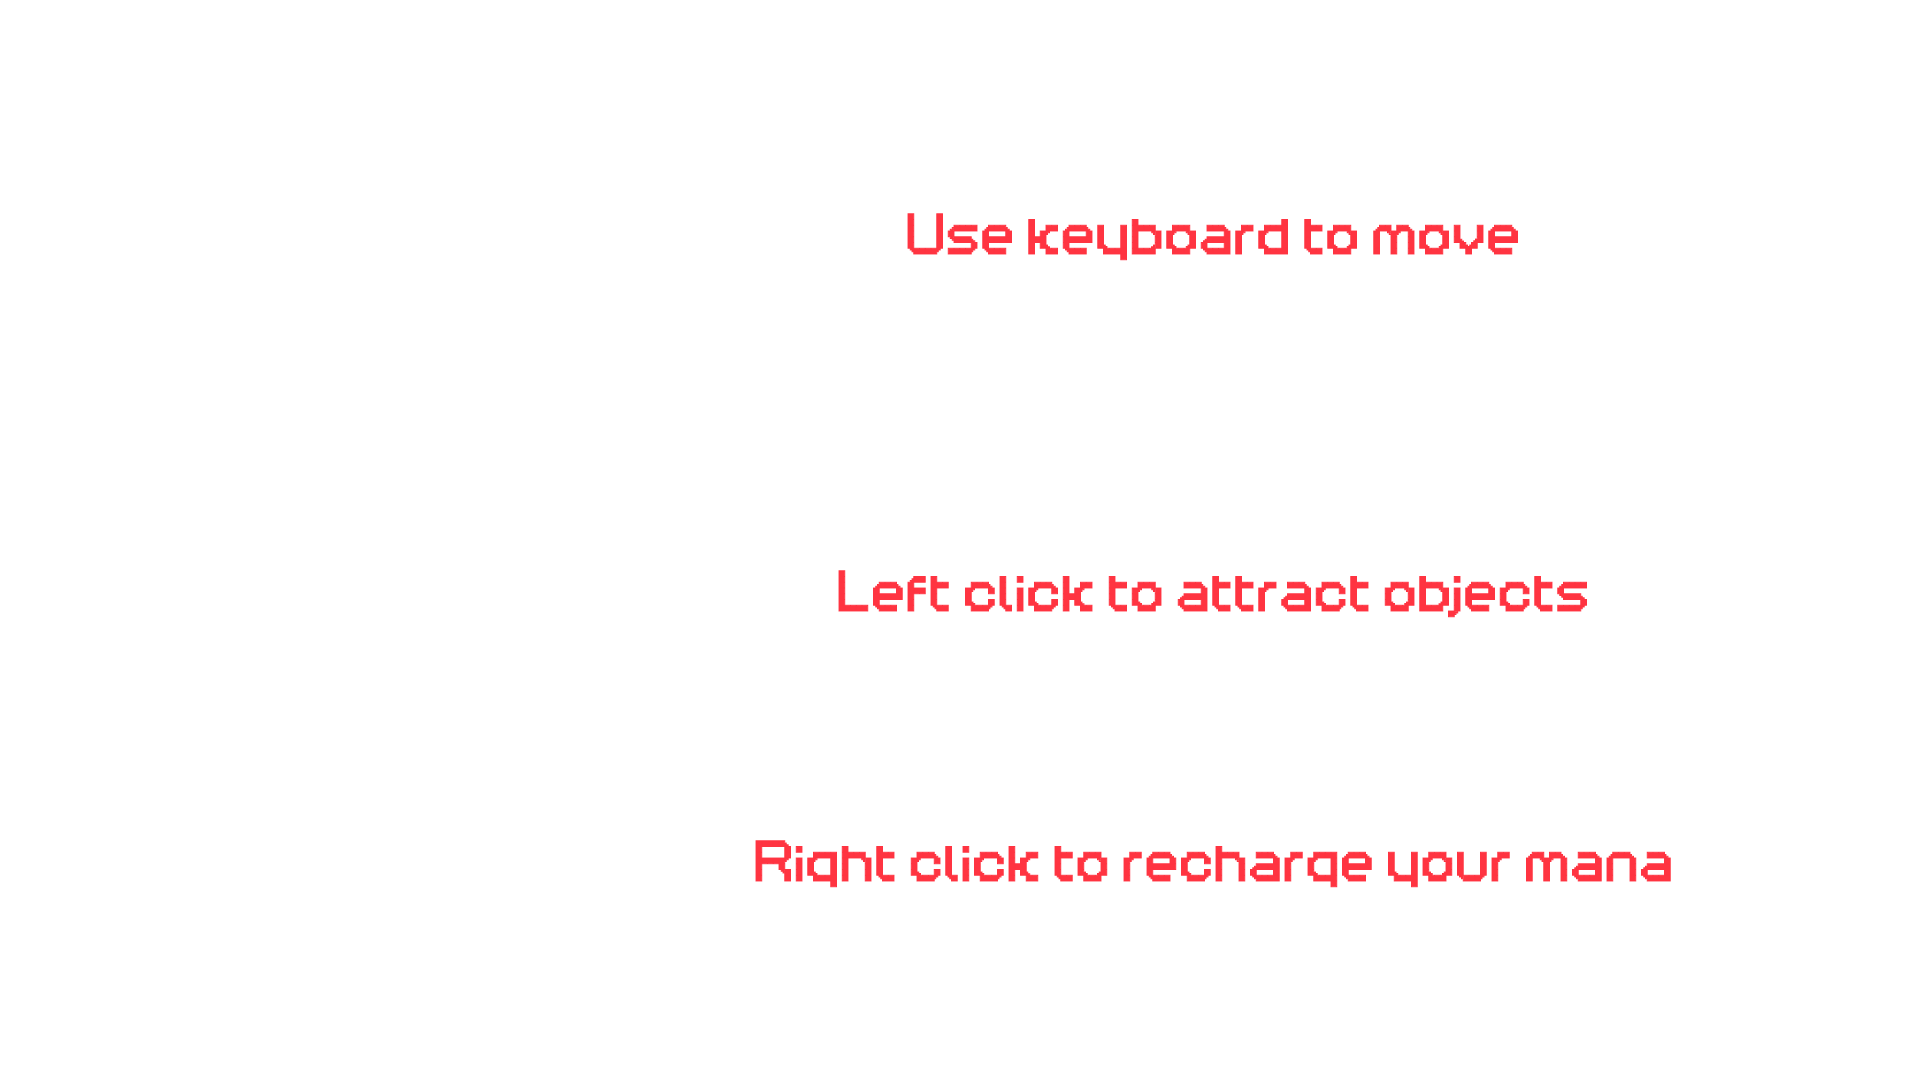 Use keyboard to move
Left click to attract objects
Right click to recharge your mana